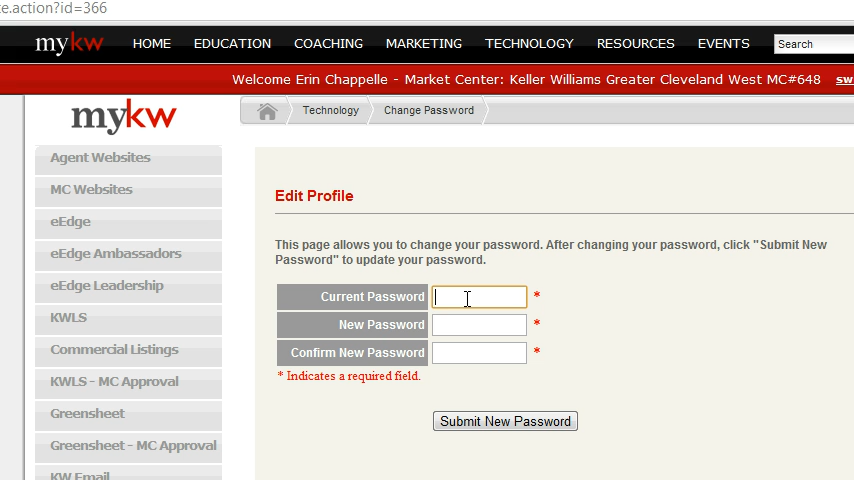 te.action?id=366
mykw HOME EDUCATION COACHING MARKETING TECHNOLOGY RESOURCES EVENTS Search
Welcome Erin Chappelle - Market Center: Keller Williams Greater Cleveland West MC#648 sw
mykw
Technology Change Password
Agent Websites
MC Websites
eEdge
eEdge Ambassadors
eEdge Leadership
KWLS
Commercial Listings
KWLS - MC Approval
Greensheet
Greensheet - MC Approval
KW Email
Edit Profile
This page allows you to change your password. After changing your password, click "Submit New
Password" to update your password.
Current Password *
New Password *
Confirm New Password *
* Indicates a required field.
Submit New Password